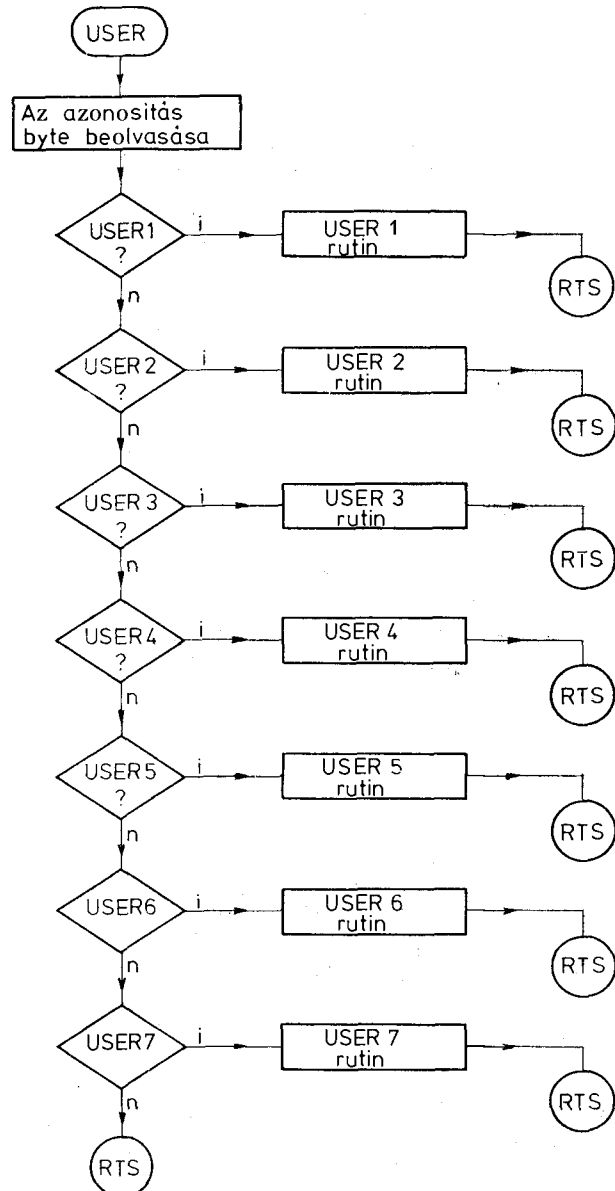 USER
Az azonositás
byte beolvasása
USER1
?
i
USER 1
rutin
RTS
n
USER2
?
i
USER 2
rutin
RTS
n
USER 3
?
i
USER 3
rutin
RTS
n
USER4
?
i
USER 4
rutin
RTS
n
USER5
?
i
USER 5
rutin
RTS
n
USER6
i
USER 6
rutin
RTS
n
USER7
i
USER 7
rutin
RTS
n
RTS